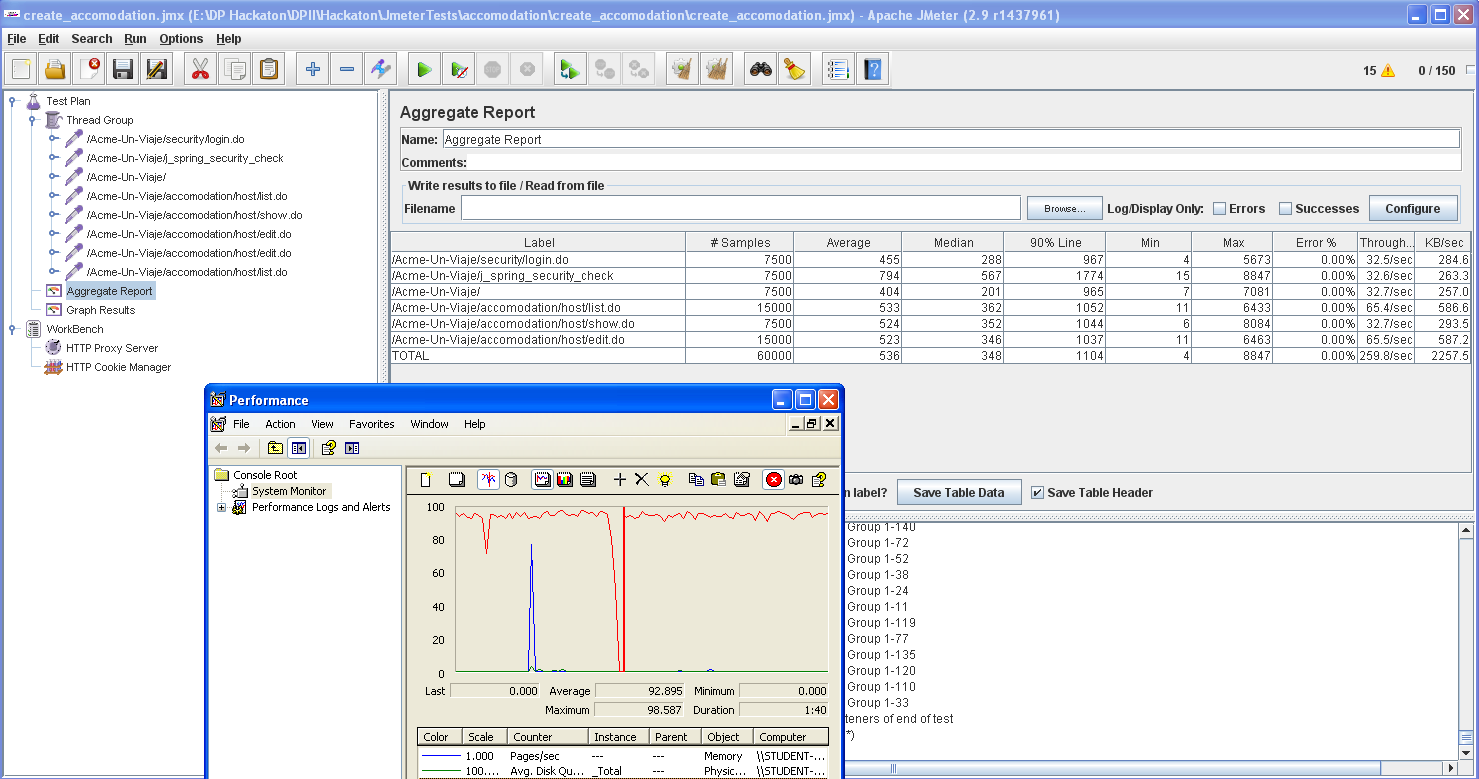 create_accomodation.jmx (E:\DP Hackaton\DPII\Hackaton\JmeterTests\accomodation\create_accomodation\create_accomodation.jmx) - Apache JMeter (2.9 r1437961)
File Edit Search Run Options Help
15 0 / 150
Test Plan
Thread Group
/Acme-Un-Viaje/security/login.do
/Acme-Un-Viaje/j_spring_security_check
/Acme-Un-Viaje/
/Acme-Un-Viaje/accomodation/host/list.do
/Acme-Un-Viaje/accomodation/host/show.do
/Acme-Un-Viaje/accomodation/host/edit.do
/Acme-Un-Viaje/accomodation/host/edit.do
/Acme-Un-Viaje/accomodation/host/list.do
Aggregate Report
Graph Results
WorkBench
HTTP Proxy Server
HTTP Cookie Manager
Aggregate Report
Name: Aggregate Report
Comments:
Write results to file / Read from file
Filename Browse... Log/Display Only: Errors Successes Configure
Label # Samples Average Median 90% Line Min Max Error % Through... KB/sec
/Acme-Un-Viaje/security/login.do 7500 455 288 967 4 5673 0.00% 32.5/sec 284.6
/Acme-Un-Viaje/j_spring_security_check 7500 794 567 1774 15 8847 0.00% 32.6/sec 263.3
/Acme-Un-Viaje/ 7500 404 201 965 7 7081 0.00% 32.7/sec 257.0
/Acme-Un-Viaje/accomodation/host/list.do 15000 533 362 1052 11 6433 0.00% 65.4/sec 586.6
/Acme-Un-Viaje/accomodation/host/show.do 7500 524 352 1044 6 8084 0.00% 32.7/sec 293.5
/Acme-Un-Viaje/accomodation/host/edit.do 15000 523 346 1037 11 6463 0.00% 65.5/sec 587.2
TOTAL 60000 536 348 1104 4 8847 0.00% 259.8/sec 2257.5
n label? Save Table Data Save Table Header
Group 1-140
Group 1-72
Group 1-52
Group 1-38
Group 1-24
Group 1-11
Group 1-119
Group 1-77
Group 1-135
Group 1-120
Group 1-110
Group 1-33
teners of end of test
*)
Performance
File Action View Favorites Window Help
Console Root
System Monitor
Performance Logs and Alerts
100
80
60
40
20
0
Last 0.000 Average 92.895 Minimum 0.000
Maximum 98.587 Duration 1:40
Color Scale Counter Instance Parent Object Computer
1.000 Pages/sec --- --- Memory \\STUDENT-...
100.... Avg. Disk Qu... _Total --- Physic... \\STUDENT-...